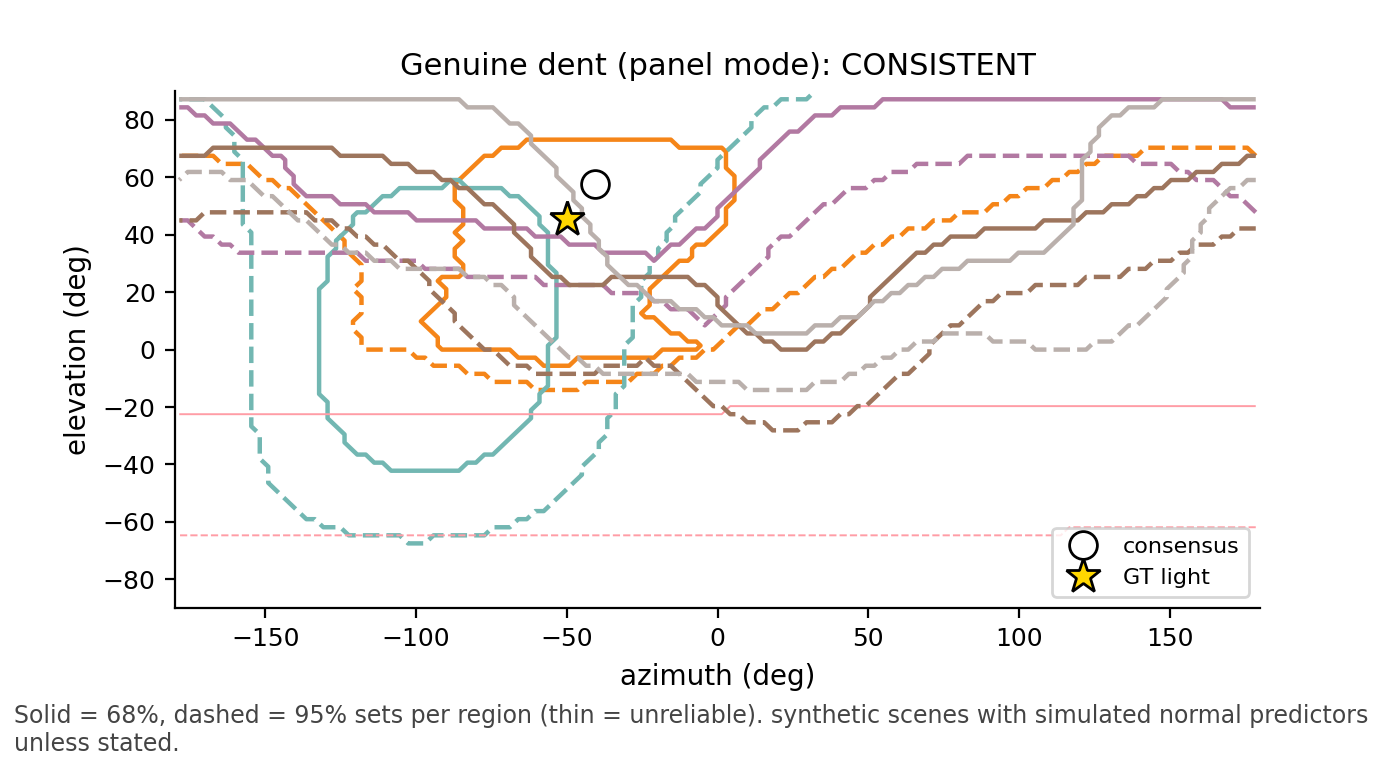 Genuine dent (panel mode): CONSISTENT
80
60
40
20
0
−20
−40
−60
−80
elevation (deg)
consensus
GT light
−150
−100
−50
0
50
100
150
azimuth (deg)
Solid = 68%, dashed = 95% sets per region (thin = unreliable). synthetic scenes with simulated normal predictors
unless stated.